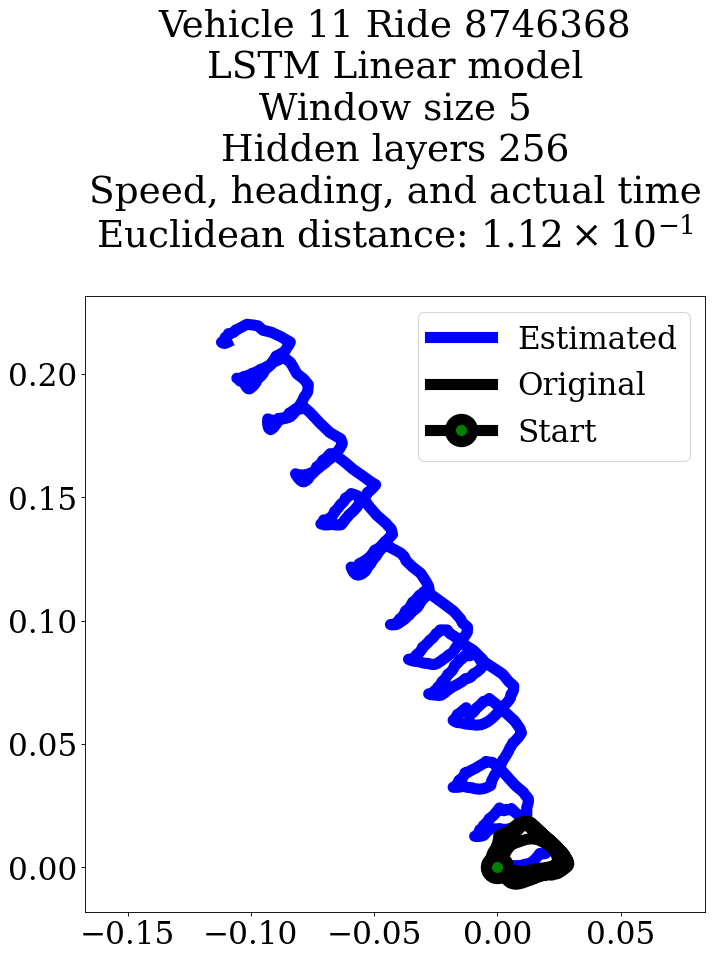 Vehicle 11 Ride 8746368
LSTM Linear model
Window size 5
Hidden layers 256
Speed, heading, and actual time
Euclidean distance: 1.12 × 10⁻¹
Estimated
Original
Start
0.20
0.15
0.10
0.05
0.00
−0.15 −0.10 −0.05 0.00 0.05